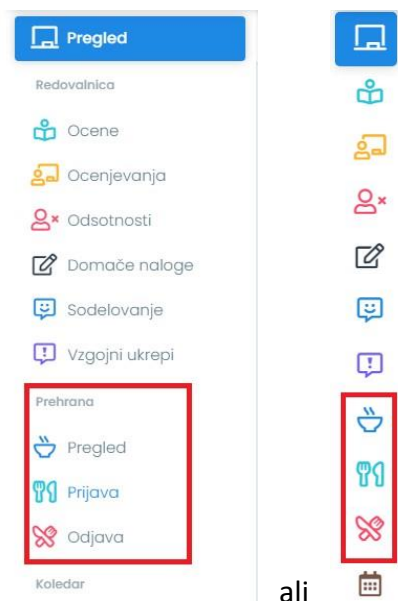 Pregled
Redovalnica
Ocene
Ocenjevanja
Odsotnosti
Domače naloge
Sodelovanje
Vzgojni ukrepi
Prehrana
Pregled
Prijava
Odjava
Koledar
ali